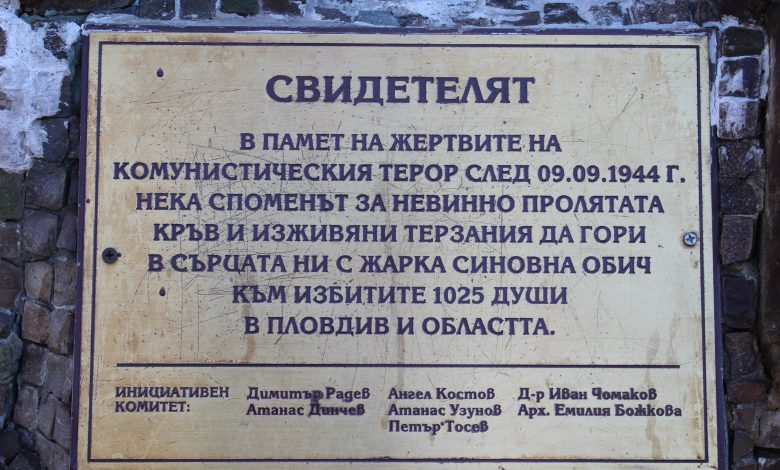 СВИДЕТЕЛЯТ
В ПАМЕТ НА ЖЕРТВИТЕ НА
КОМУНИСТИЧЕСКИЯ ТЕРОР СЛЕД 09.09.1944 Г.
НЕКА СПОМЕНЪТ ЗА НЕВИННО ПРОЛЯТАТА
КРЪВ И ИЗЖИВЯНИ ТЕРЗАНИЯ ДА ГОРИ
В СЪРЦАТА НИ С ЖАРКА СИНОВНА ОБИЧ
КЪМ ИЗБИТИТЕ 1025 ДУШИ
В ПЛОВДИВ И ОБЛАСТТА.
ИНИЦИАТИВЕН Димитър Радев Ангел Костов Д-р Иван Чомаков
КОМИТЕТ: Атанас Динчев Атанас Узунов Арх. Емилия Божкова
Петър Тосев